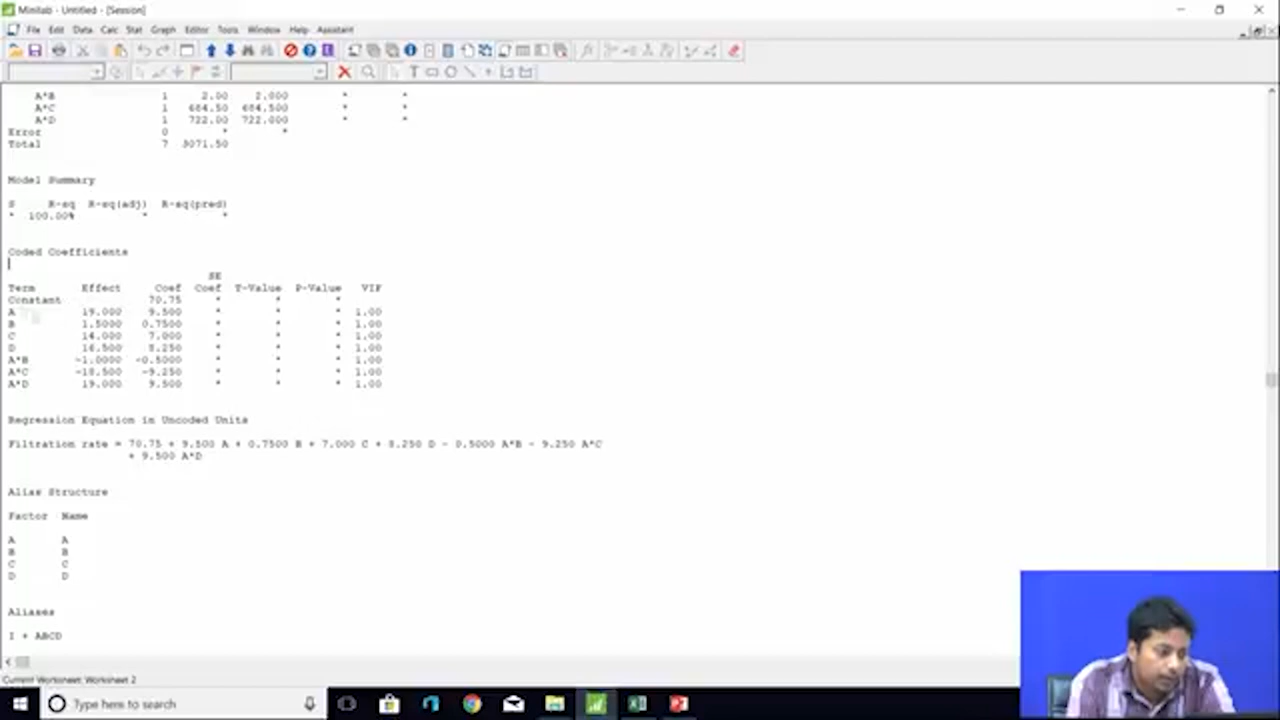 Minitab - Untitled - [Session]
File Edit Data Calc Stat Graph Editor Tools Window Help Assistant
A*B 1 2.00 2.000 * *
A*C 1 684.50 684.500 * *
A*D 1 722.00 722.000 * *
Error 0 * *
Total 7 3071.50
Model Summary
S R-sq R-sq(adj) R-sq(pred)
* 100.00% * *
Coded Coefficients
SE
Term Effect Coef Coef T-Value P-Value VIF
Constant 70.75 * * *
A 19.000 9.500 * * * 1.00
B 1.5000 0.7500 * * * 1.00
C 14.000 7.000 * * * 1.00
D 16.500 8.250 * * * 1.00
A*B -1.0000 -0.5000 * * * 1.00
A*C -18.500 -9.250 * * * 1.00
A*D 19.000 9.500 * * * 1.00
Regression Equation in Uncoded Units
Filtration rate = 70.75 + 9.500 A + 0.7500 B + 7.000 C + 8.250 D - 0.5000 A*B - 9.250 A*C
+ 9.500 A*D
Alias Structure
Factor Name
A A
B B
C C
D D
Aliases
I + ABCD
Current Worksheet: Worksheet 2
Type here to search